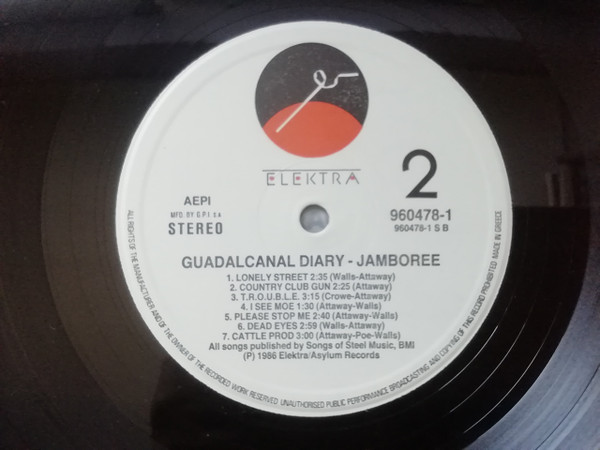 ELEKTRA
2
AEPI
MFD. BY G.P.I. s.a
STEREO
960478-1
960478-1 S B
GUADALCANAL DIARY - JAMBOREE
1. LONELY STREET 2:35 (Walls-Attaway)
2. COUNTRY CLUB GUN 2:25 (Attaway)
3. T.R.O.U.B.L.E. 3:15 (Crowe-Attaway)
4. I SEE MOE 1:30 (Attaway-Walls)
5. PLEASE STOP ME 2:40 (Attaway-Walls)
6. DEAD EYES 2:59 (Walls-Attaway)
7. CATTLE PROD 3:00 (Attaway-Poe-Walls)
All songs published by Songs of Steel Music, BMI
(P) 1986 Elektra/Asylum Records
ALL RIGHTS OF THE MANUFACTURER AND OF THE OWNER OF THE RECORDED WORK RESERVED UNAUTHORISED PUBLIC PERFORMANCE BROADCASTING AND COPYING OF THIS RECORD PROHIBITED MADE IN GREECE